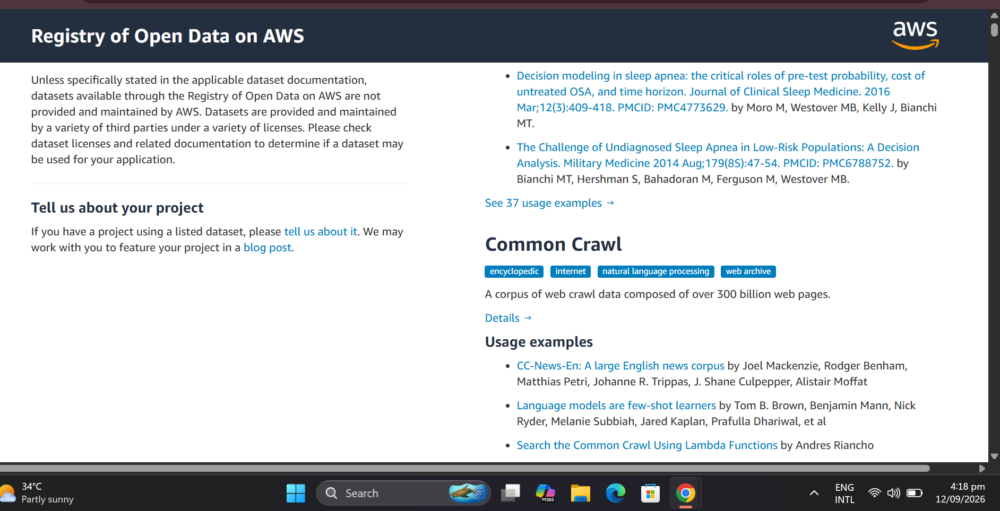 Registry of Open Data on AWS
aws
Unless specifically stated in the applicable dataset documentation,
datasets available through the Registry of Open Data on AWS are not
provided and maintained by AWS. Datasets are provided and maintained
by a variety of third parties under a variety of licenses. Please check
dataset licenses and related documentation to determine if a dataset may
be used for your application.
Tell us about your project
If you have a project using a listed dataset, please tell us about it. We may
work with you to feature your project in a blog post.
• Decision modeling in sleep apnea: the critical roles of pre-test probability, cost of
untreated OSA, and time horizon. Journal of Clinical Sleep Medicine. 2016
Mar;12(3):409-418. PMCID: PMC4773629. by Moro M, Westover MB, Kelly J, Bianchi
MT.
• The Challenge of Undiagnosed Sleep Apnea in Low-Risk Populations: A Decision
Analysis. Military Medicine 2014 Aug;179(8S):47-54. PMCID: PMC6788752. by
Bianchi MT, Hershman S, Bahadoran M, Ferguson M, Westover MB.
See 37 usage examples →
Common Crawl
encyclopedic internet natural language processing web archive
A corpus of web crawl data composed of over 300 billion web pages.
Details →
Usage examples
• CC-News-En: A large English news corpus by Joel Mackenzie, Rodger Benham,
Matthias Petri, Johanne R. Trippas, J. Shane Culpepper, Alistair Moffat
• Language models are few-shot learners by Tom B. Brown, Benjamin Mann, Nick
Ryder, Melanie Subbiah, Jared Kaplan, Prafulla Dhariwal, et al
• Search the Common Crawl Using Lambda Functions by Andres Riancho
34°C
Partly sunny
Search
M365
ENG
INTL
4:18 pm
12/09/2026